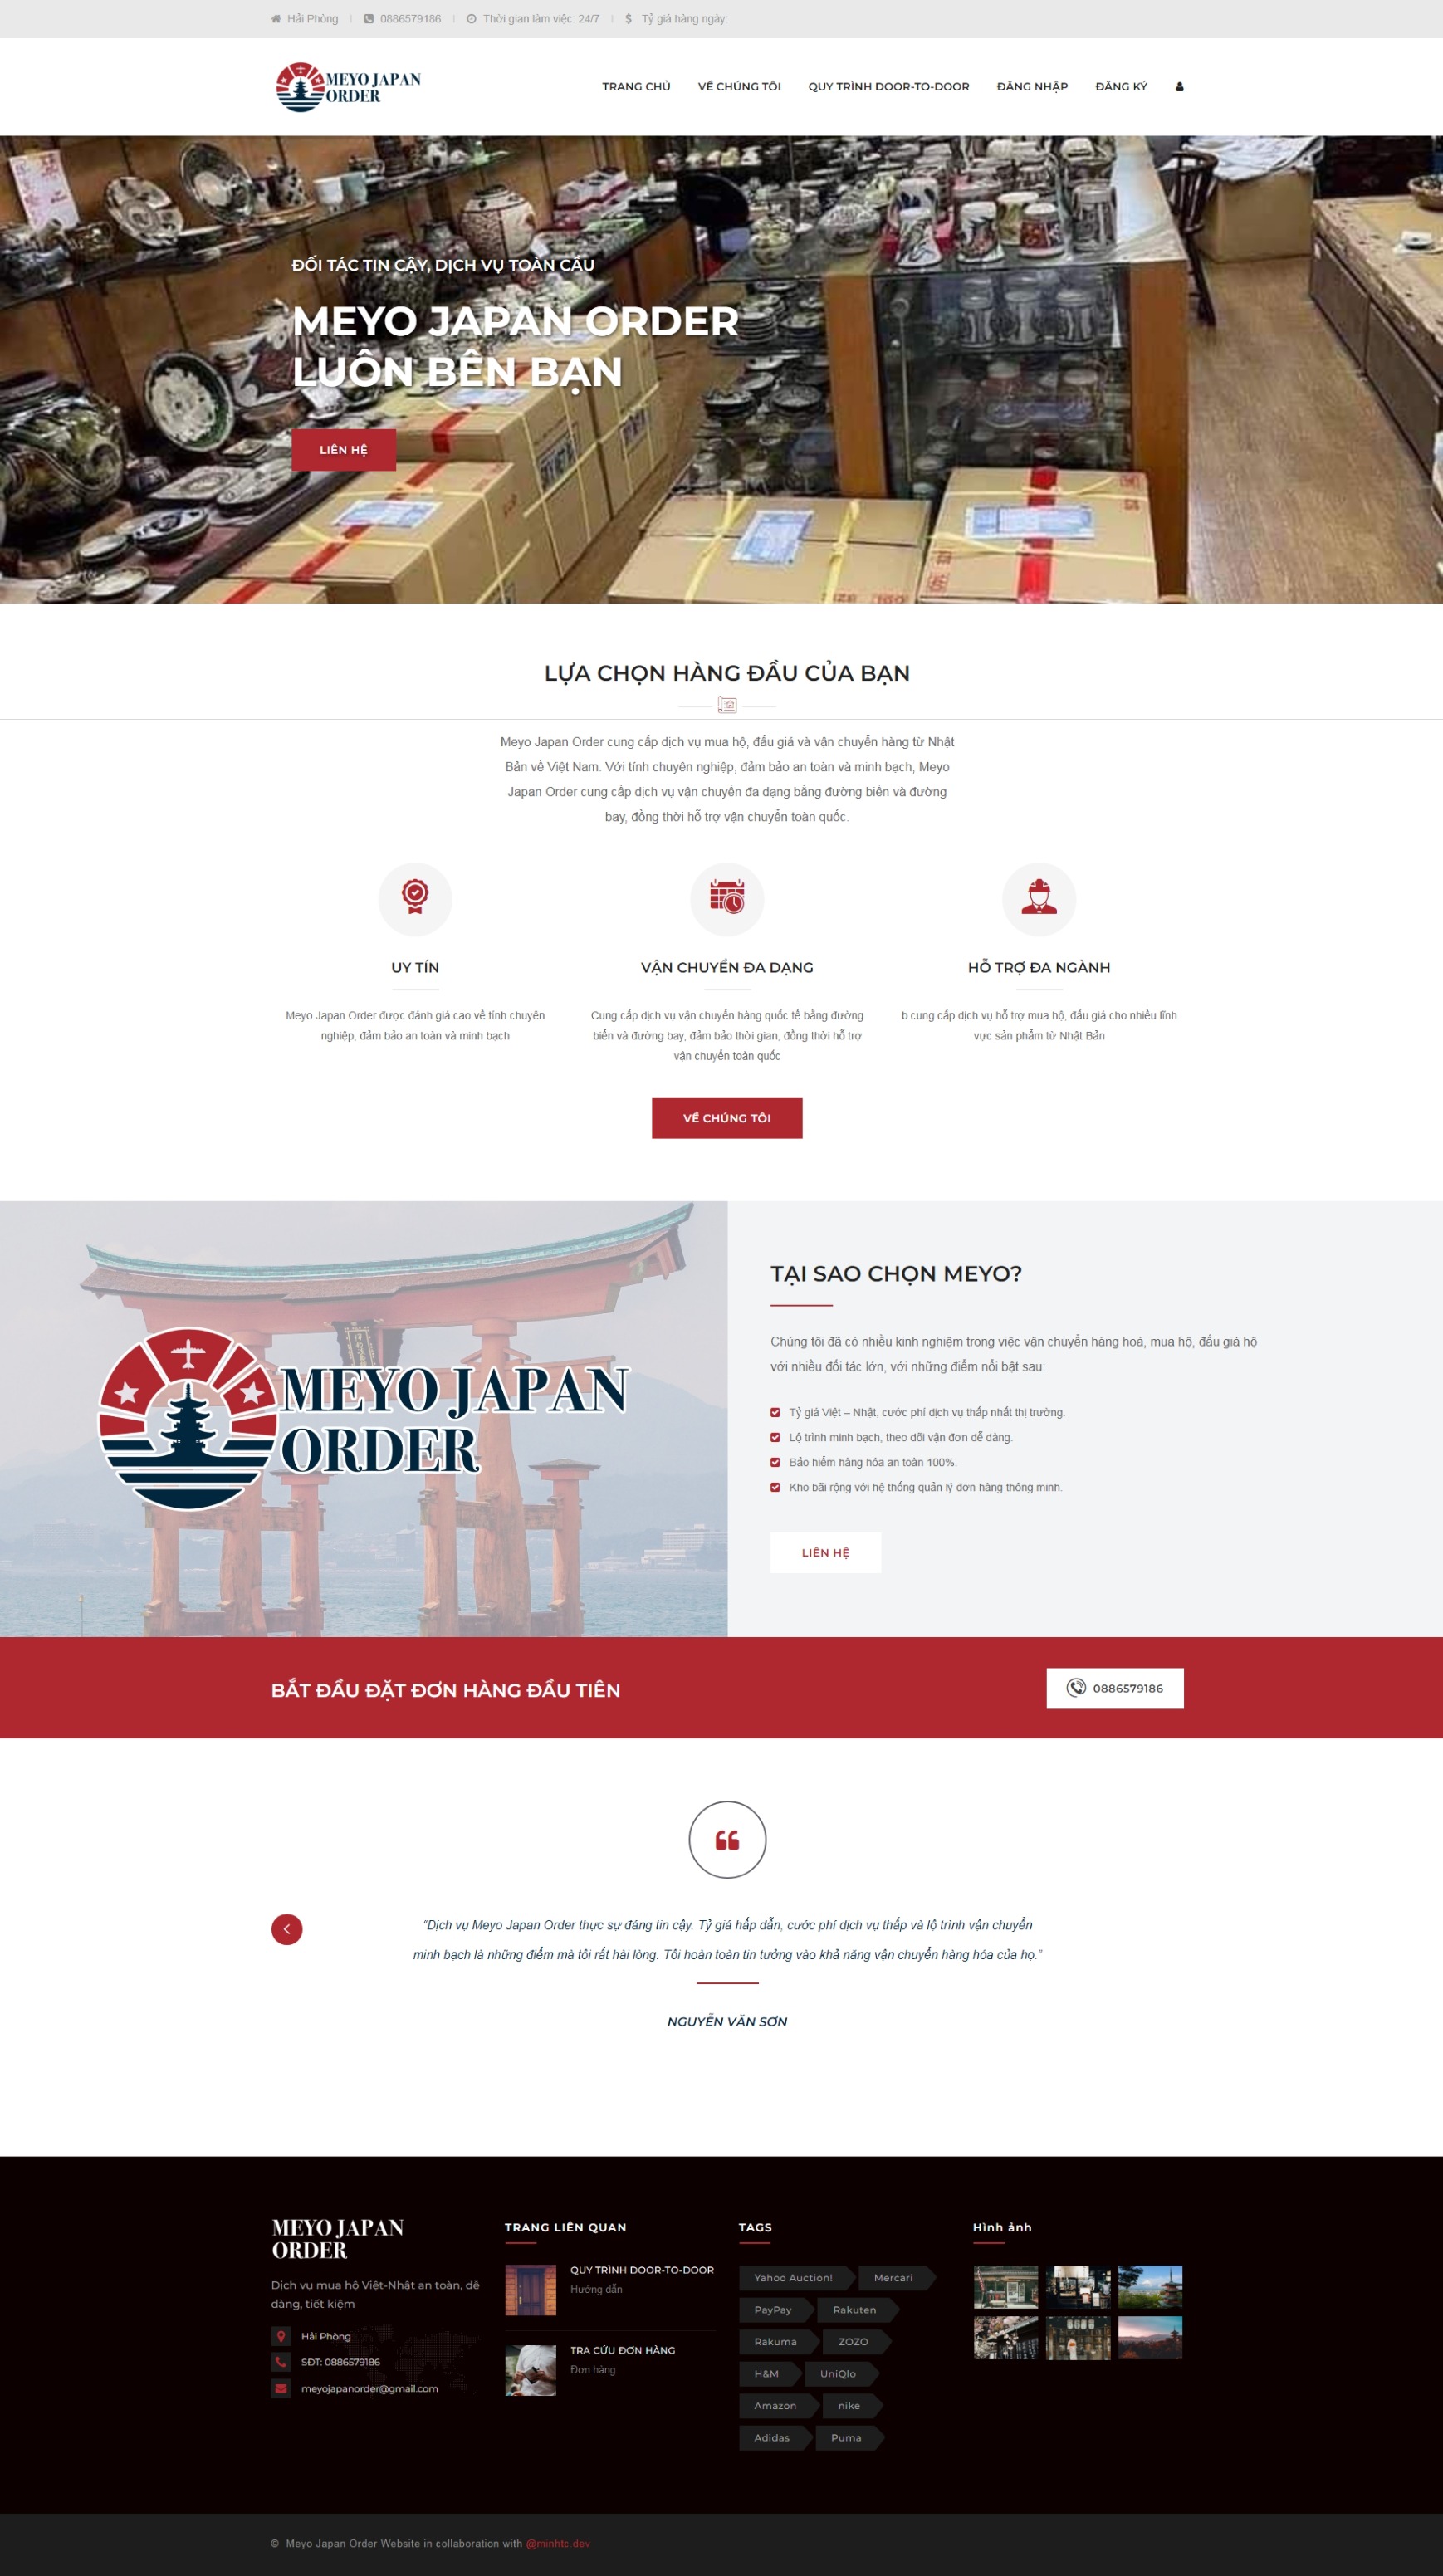 Hải Phòng
0886579186
Thời gian làm việc: 24/7
Tỷ giá hàng ngày:
MEYO JAPAN
ORDER
TRANG CHỦ
VỀ CHÚNG TÔI
QUY TRÌNH DOOR-TO-DOOR
ĐĂNG NHẬP
ĐĂNG KÝ
ĐỐI TÁC TIN CẬY, DỊCH VỤ TOÀN CẦU
MEYO JAPAN ORDER
LUÔN BÊN BẠN
LIÊN HỆ
LỰA CHỌN HÀNG ĐẦU CỦA BẠN
Meyo Japan Order cung cấp dịch vụ mua hộ, đấu giá và vận chuyển hàng từ Nhật
Bản về Việt Nam. Với tính chuyên nghiệp, đảm bảo an toàn và minh bạch, Meyo
Japan Order cung cấp dịch vụ vận chuyển đa dạng bằng đường biển và đường
bay, đồng thời hỗ trợ vận chuyển toàn quốc.
UY TÍN
Meyo Japan Order được đánh giá cao về tính chuyên
nghiệp, đảm bảo an toàn và minh bạch
VẬN CHUYỂN ĐA DẠNG
Cung cấp dịch vụ vận chuyển hàng quốc tế bằng đường
biển và đường bay, đảm bảo thời gian, đồng thời hỗ trợ
vận chuyển toàn quốc
HỖ TRỢ ĐA NGÀNH
b cung cấp dịch vụ hỗ trợ mua hộ, đấu giá cho nhiều lĩnh
vực sản phẩm từ Nhật Bản
VỀ CHÚNG TÔI
MEYO JAPAN
ORDER
TẠI SAO CHỌN MEYO?
Chúng tôi đã có nhiều kinh nghiệm trong việc vận chuyển hàng hoá, mua hộ, đấu giá hộ
với nhiều đối tác lớn, với những điểm nổi bật sau:
Tỷ giá Việt – Nhật, cước phí dịch vụ thấp nhất thị trường.
Lộ trình minh bạch, theo dõi vận đơn dễ dàng.
Bảo hiểm hàng hóa an toàn 100%.
Kho bãi rộng với hệ thống quản lý đơn hàng thông minh.
LIÊN HỆ
BẮT ĐẦU ĐẶT ĐƠN HÀNG ĐẦU TIÊN
0886579186
“Dịch vụ Meyo Japan Order thực sự đáng tin cậy. Tỷ giá hấp dẫn, cước phí dịch vụ thấp và lộ trình vận chuyển
minh bạch là những điểm mà tôi rất hài lòng. Tôi hoàn toàn tin tưởng vào khả năng vận chuyển hàng hóa của họ.”
NGUYỄN VĂN SƠN
MEYO JAPAN
ORDER
Dịch vụ mua hộ Việt-Nhật an toàn, dễ
dàng, tiết kiệm
Hải Phòng
SĐT: 0886579186
meyojapanorder@gmail.com
TRANG LIÊN QUAN
QUY TRÌNH DOOR-TO-DOOR
Hướng dẫn
TRA CỨU ĐƠN HÀNG
Đơn hàng
TAGS
Yahoo Auction!
Mercari
PayPay
Rakuten
Rakuma
ZOZO
H&M
UniQlo
Amazon
nike
Adidas
Puma
Hình ảnh
© Meyo Japan Order Website in collaboration with @minhtc.dev